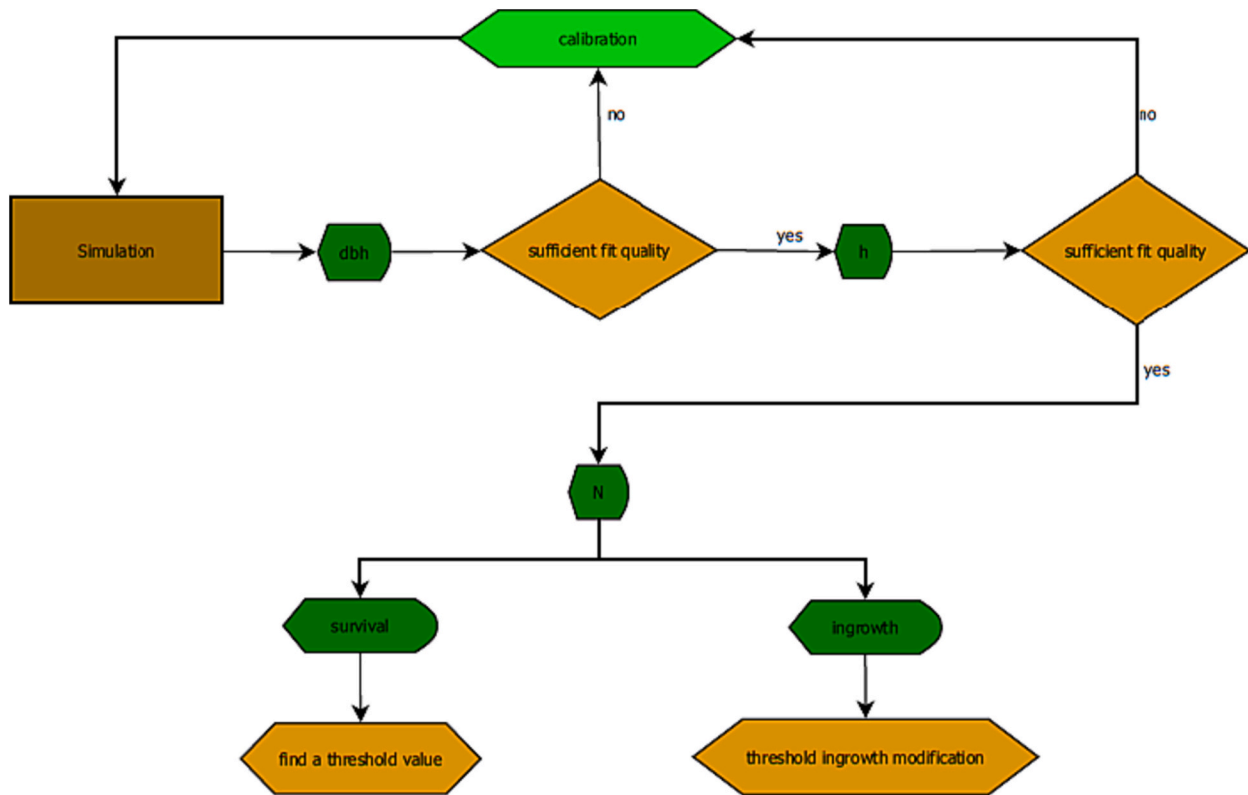 calibration
no
no
Simulation
dbh
sufficient fit quality
yes
h
sufficient fit quality
yes
N
survival
ingrowth
find a threshold value
threshold ingrowth modification